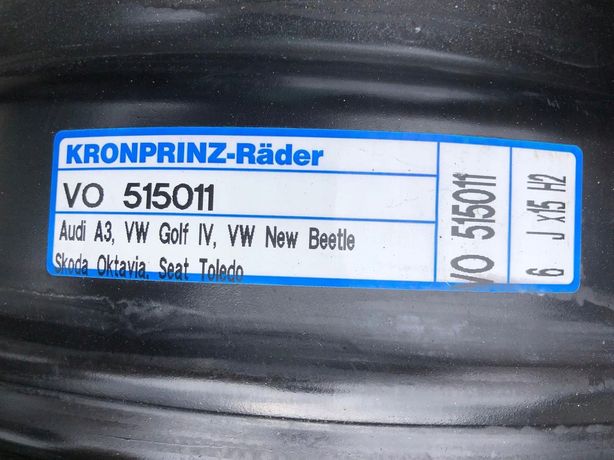 KRONPRINZ-Räder
VO 515011
Audi A3, VW Golf IV, VW New Beetle
Skoda Oktavia, Seat Toledo
VO 515011
6 J x15 H2